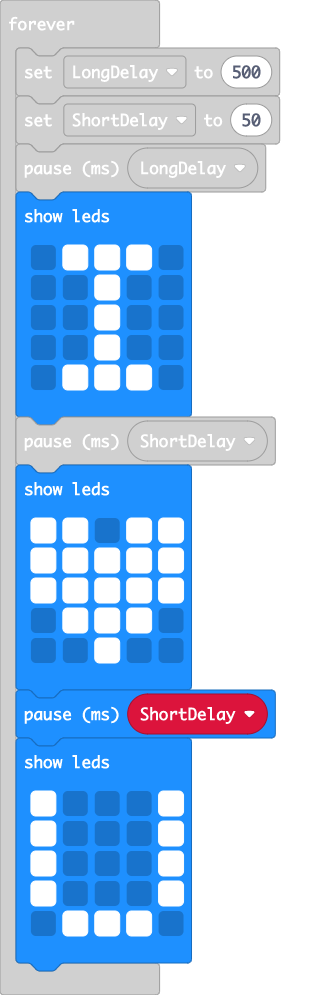 forever
set LongDelay to 500
set ShortDelay to 50
pause (ms) LongDelay
show leds
pause (ms) ShortDelay
show leds
pause (ms) ShortDelay
show leds